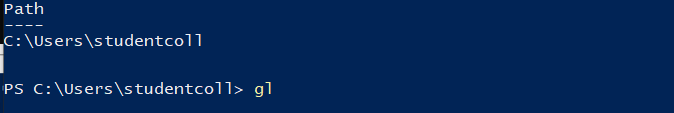 Path
----
C:\Users\studentcoll
PS C:\Users\studentcoll> gl